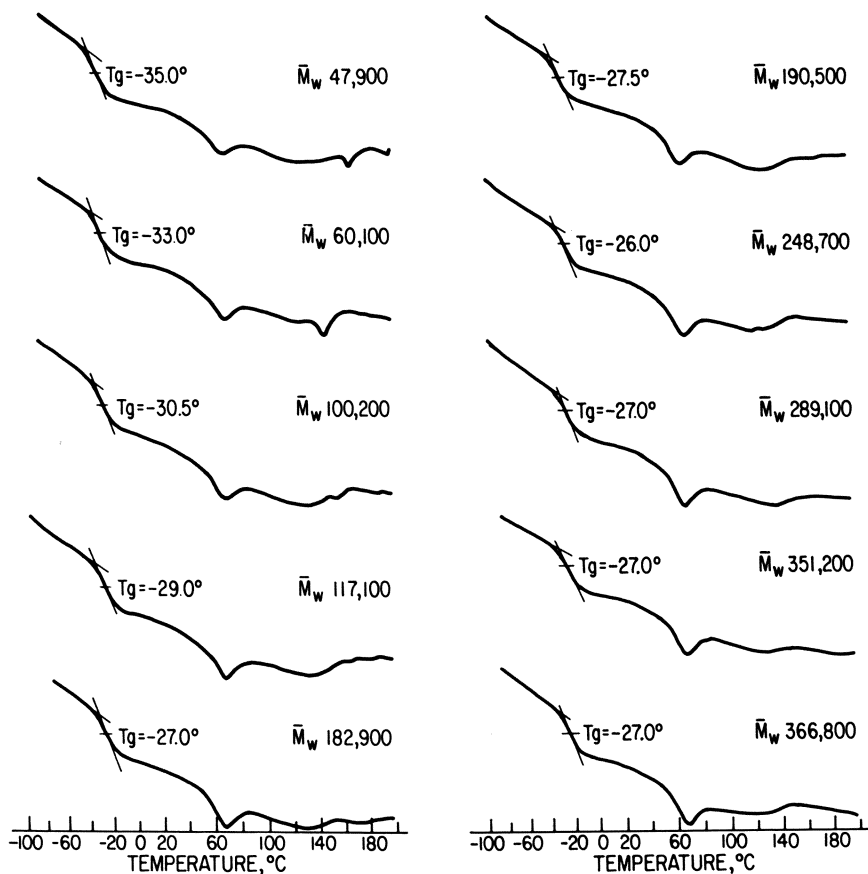 Tg=-35.0°
M̄w 47,900
Tg=-33.0°
M̄w 60,100
Tg=-30.5°
M̄w 100,200
Tg=-29.0°
M̄w 117,100
Tg=-27.0°
M̄w 182,900
-100 -60 -20 0 20 60 100 140 180
TEMPERATURE,°C
Tg=-27.5°
M̄w 190,500
Tg=-26.0°
M̄w 248,700
Tg=-27.0°
M̄w 289,100
Tg=-27.0°
M̄w 351,200
Tg=-27.0°
M̄w 366,800
-100 -60 -20 0 20 60 100 140 180
TEMPERATURE,°C